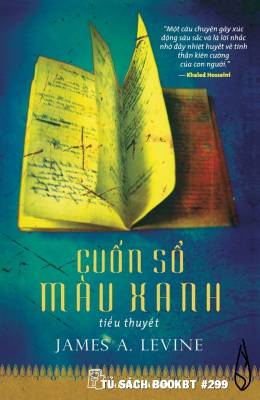 "Một câu chuyện gây xúc
động sâu sắc và là lời nhắc
nhở đầy nhiệt huyết về tinh
thần kiên cường
của con người."
— Khaled Hosseini
CUỐN SỔ
MÀU XANH
tiểu thuyết
JAMES A. LEVINE
TỦ SÁCH BOOKBT #299